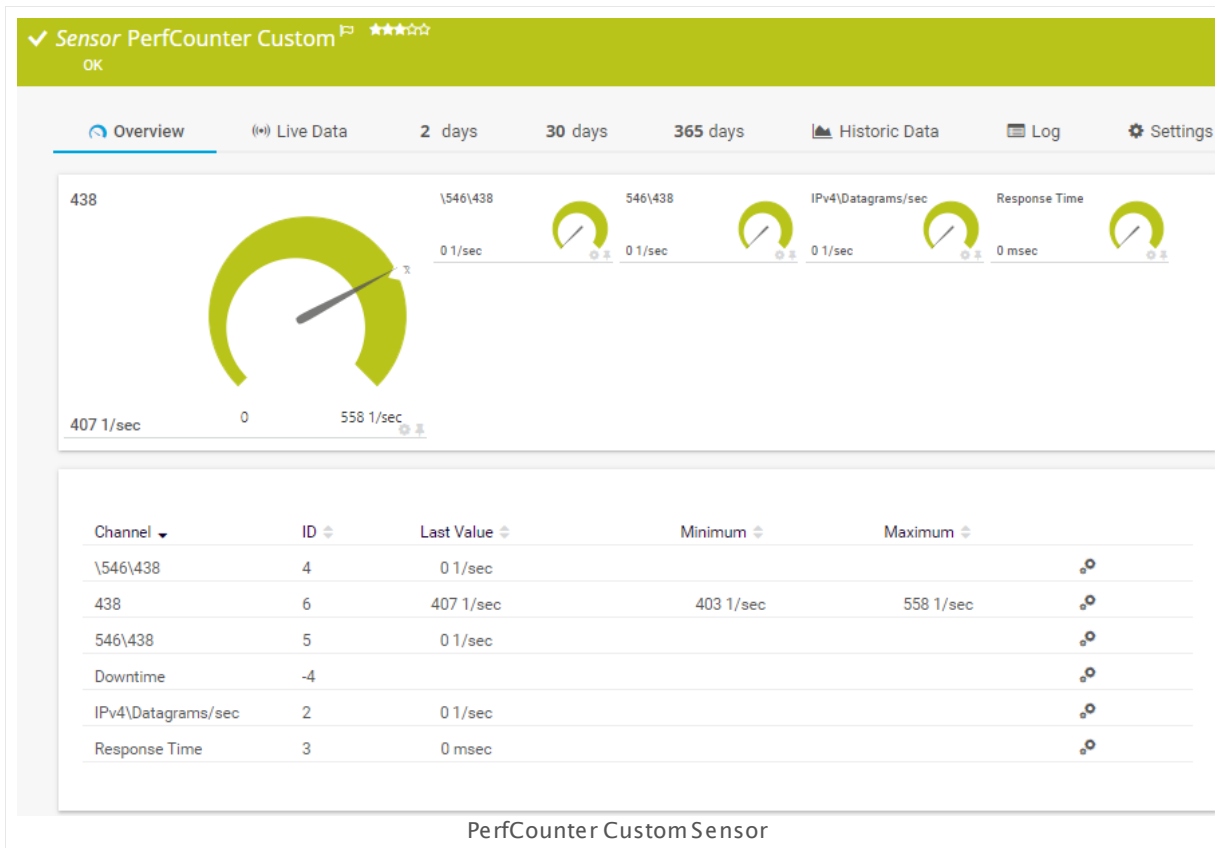 Sensor PerfCounter Custom
OK
Overview Live Data 2 days 30 days 365 days Historic Data Log Settings
438
407 1/sec
0
558 1/sec
\546\438
0 1/sec
546\438
0 1/sec
IPv4\Datagrams/sec
0 1/sec
Response Time
0 msec
Channel ID Last Value Minimum Maximum
\546\438 4 0 1/sec
438 6 407 1/sec 403 1/sec 558 1/sec
546\438 5 0 1/sec
Downtime -4
IPv4\Datagrams/sec 2 0 1/sec
Response Time 3 0 msec
PerfCounter Custom Sensor